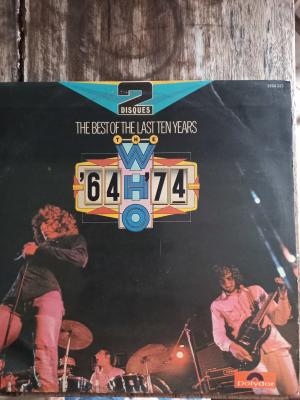 2
DISQUES
THE BEST OF THE LAST TEN YEARS
THE
WHO
'64 '74
Polydor